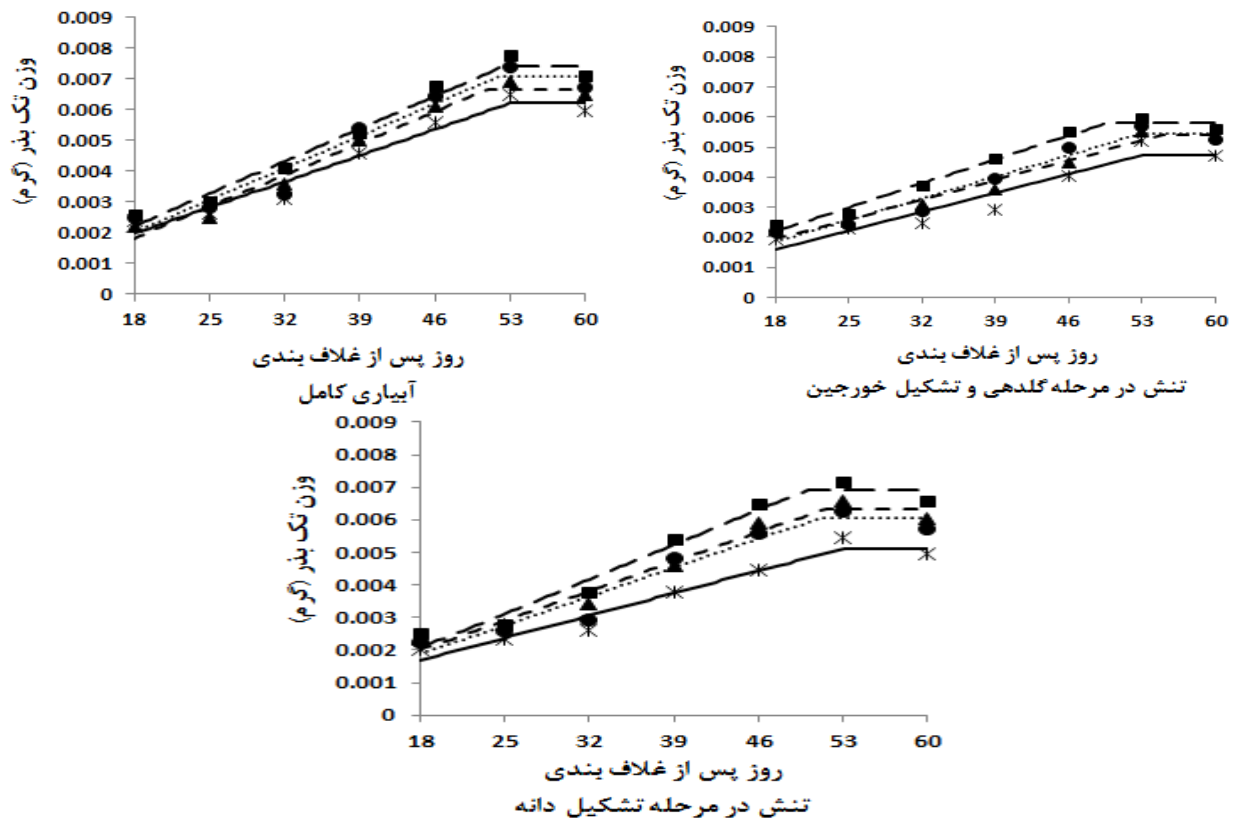 وزن تک بذر (گرم)
0.009
0.008
0.007
0.006
0.005
0.004
0.003
0.002
0.001
0
18 25 32 39 46 53 60
روز پس از غلاف بندی
آبیاری کامل
وزن تک بذر (گرم)
0.009
0.008
0.007
0.006
0.005
0.004
0.003
0.002
0.001
0
18 25 32 39 46 53 60
روز پس از غلاف بندی
تنش در مرحله گلدهی و تشکیل خورجین
وزن تک بذر (گرم)
0.009
0.008
0.007
0.006
0.005
0.004
0.003
0.002
0.001
0
18 25 32 39 46 53 60
روز پس از غلاف بندی
تنش در مرحله تشکیل دانه